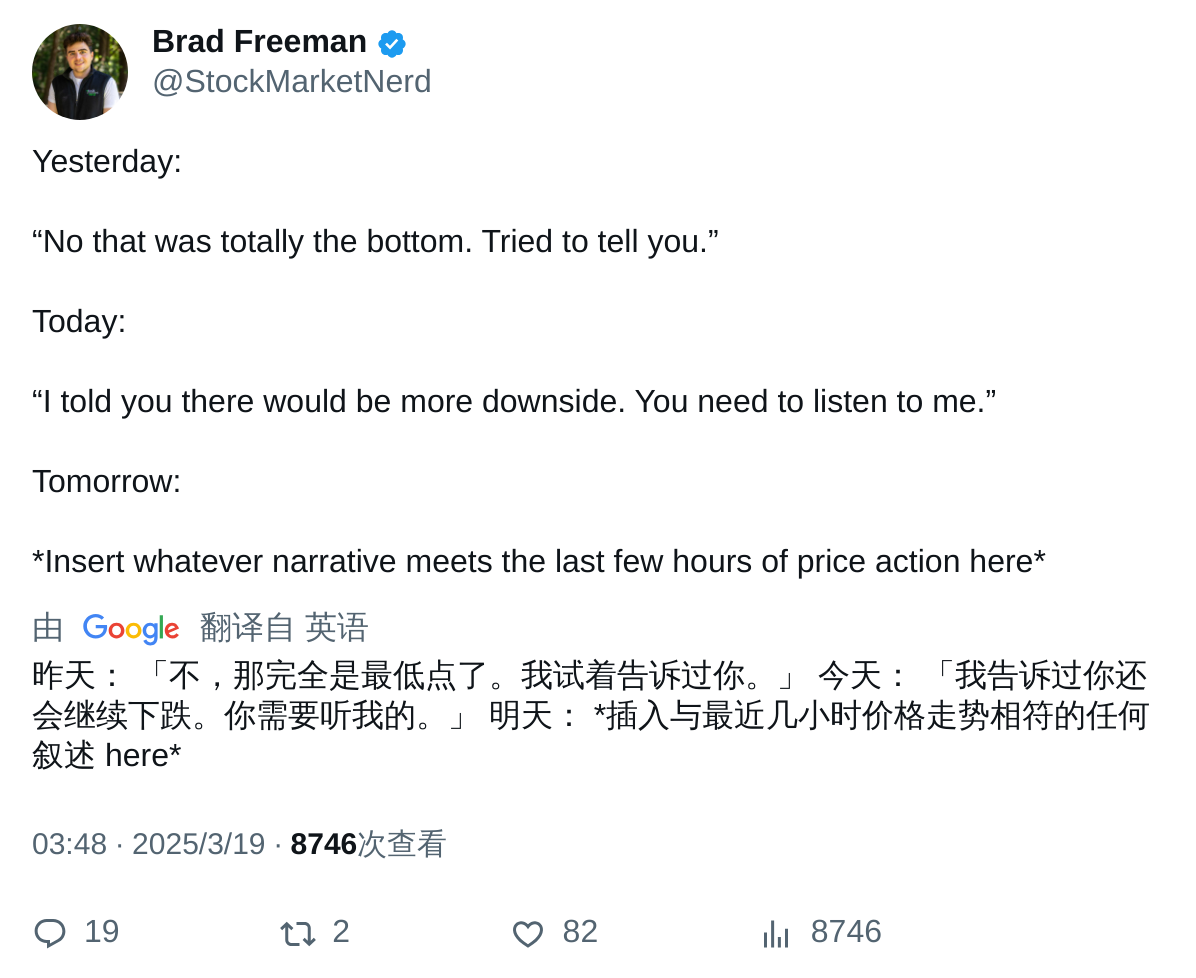 Brad Freeman
@StockMarketNerd
Yesterday:
“No that was totally the bottom. Tried to tell you.”
Today:
“I told you there would be more downside. You need to listen to me.”
Tomorrow:
*Insert whatever narrative meets the last few hours of price action here*
由 Google 翻译自 英语
昨天： 「不，那完全是最低点了。我试着告诉过你。」 今天： 「我告诉过你还
会继续下跌。你需要听我的。」 明天： *插入与最近几小时价格走势相符的任何
叙述 here*
03:48 · 2025/3/19 · 8746次查看
19 2 82 8746